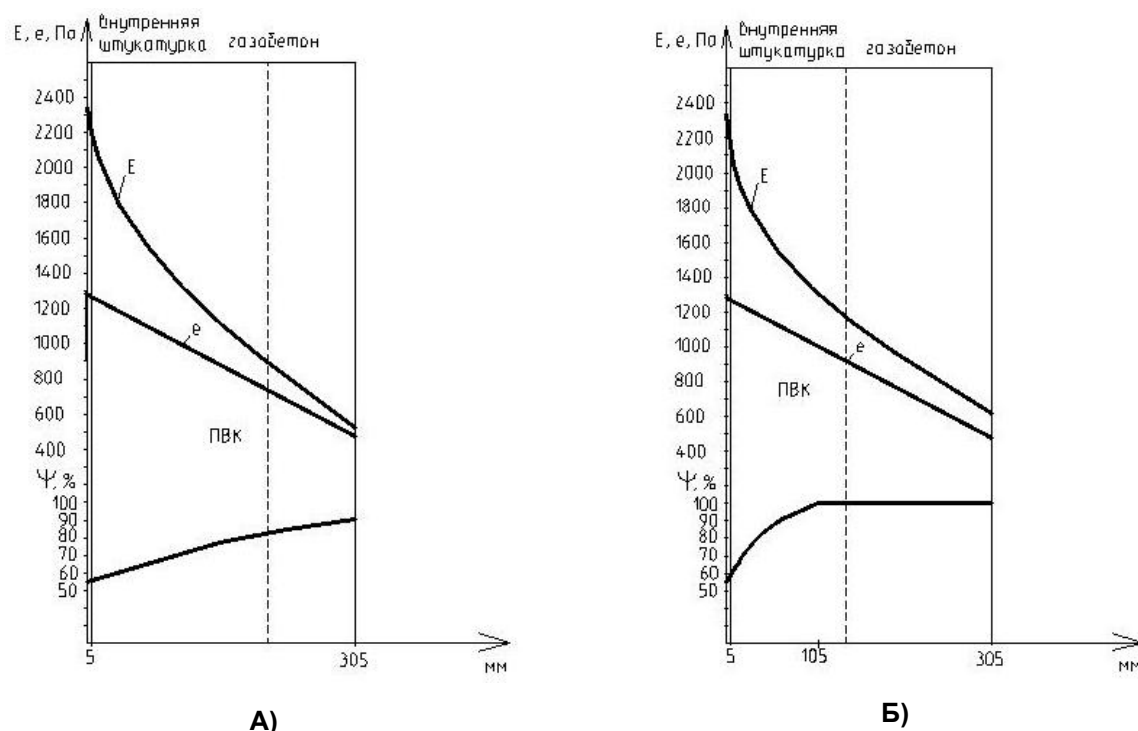 Е, е, Па
внутренняя
штукатурка газабетон
2400
2200
2000
1800
1600
1400
1200
1000
800
600
400
Ψ, %
100
90
80
70
60
50
E
e
ПВК
5
305
мм
А)
Е, е, Па
внутренняя
штукатурка газабетон
2400
2200
2000
1800
1600
1400
1200
1000
800
600
400
Ψ, %
100
90
80
70
60
50
E
e
ПВК
5
105
305
мм
Б)